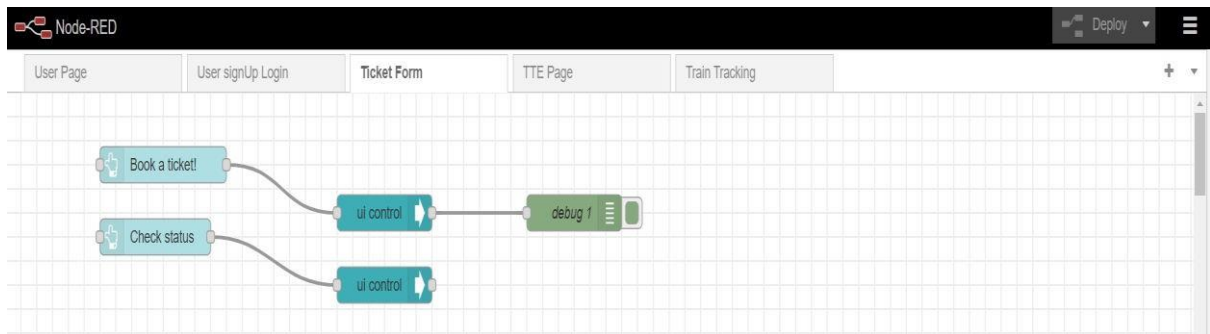 Node-RED
Deploy
User Page
User signUp Login
Ticket Form
TTE Page
Train Tracking
Book a ticket!
ui control
debug 1
Check status
ui control